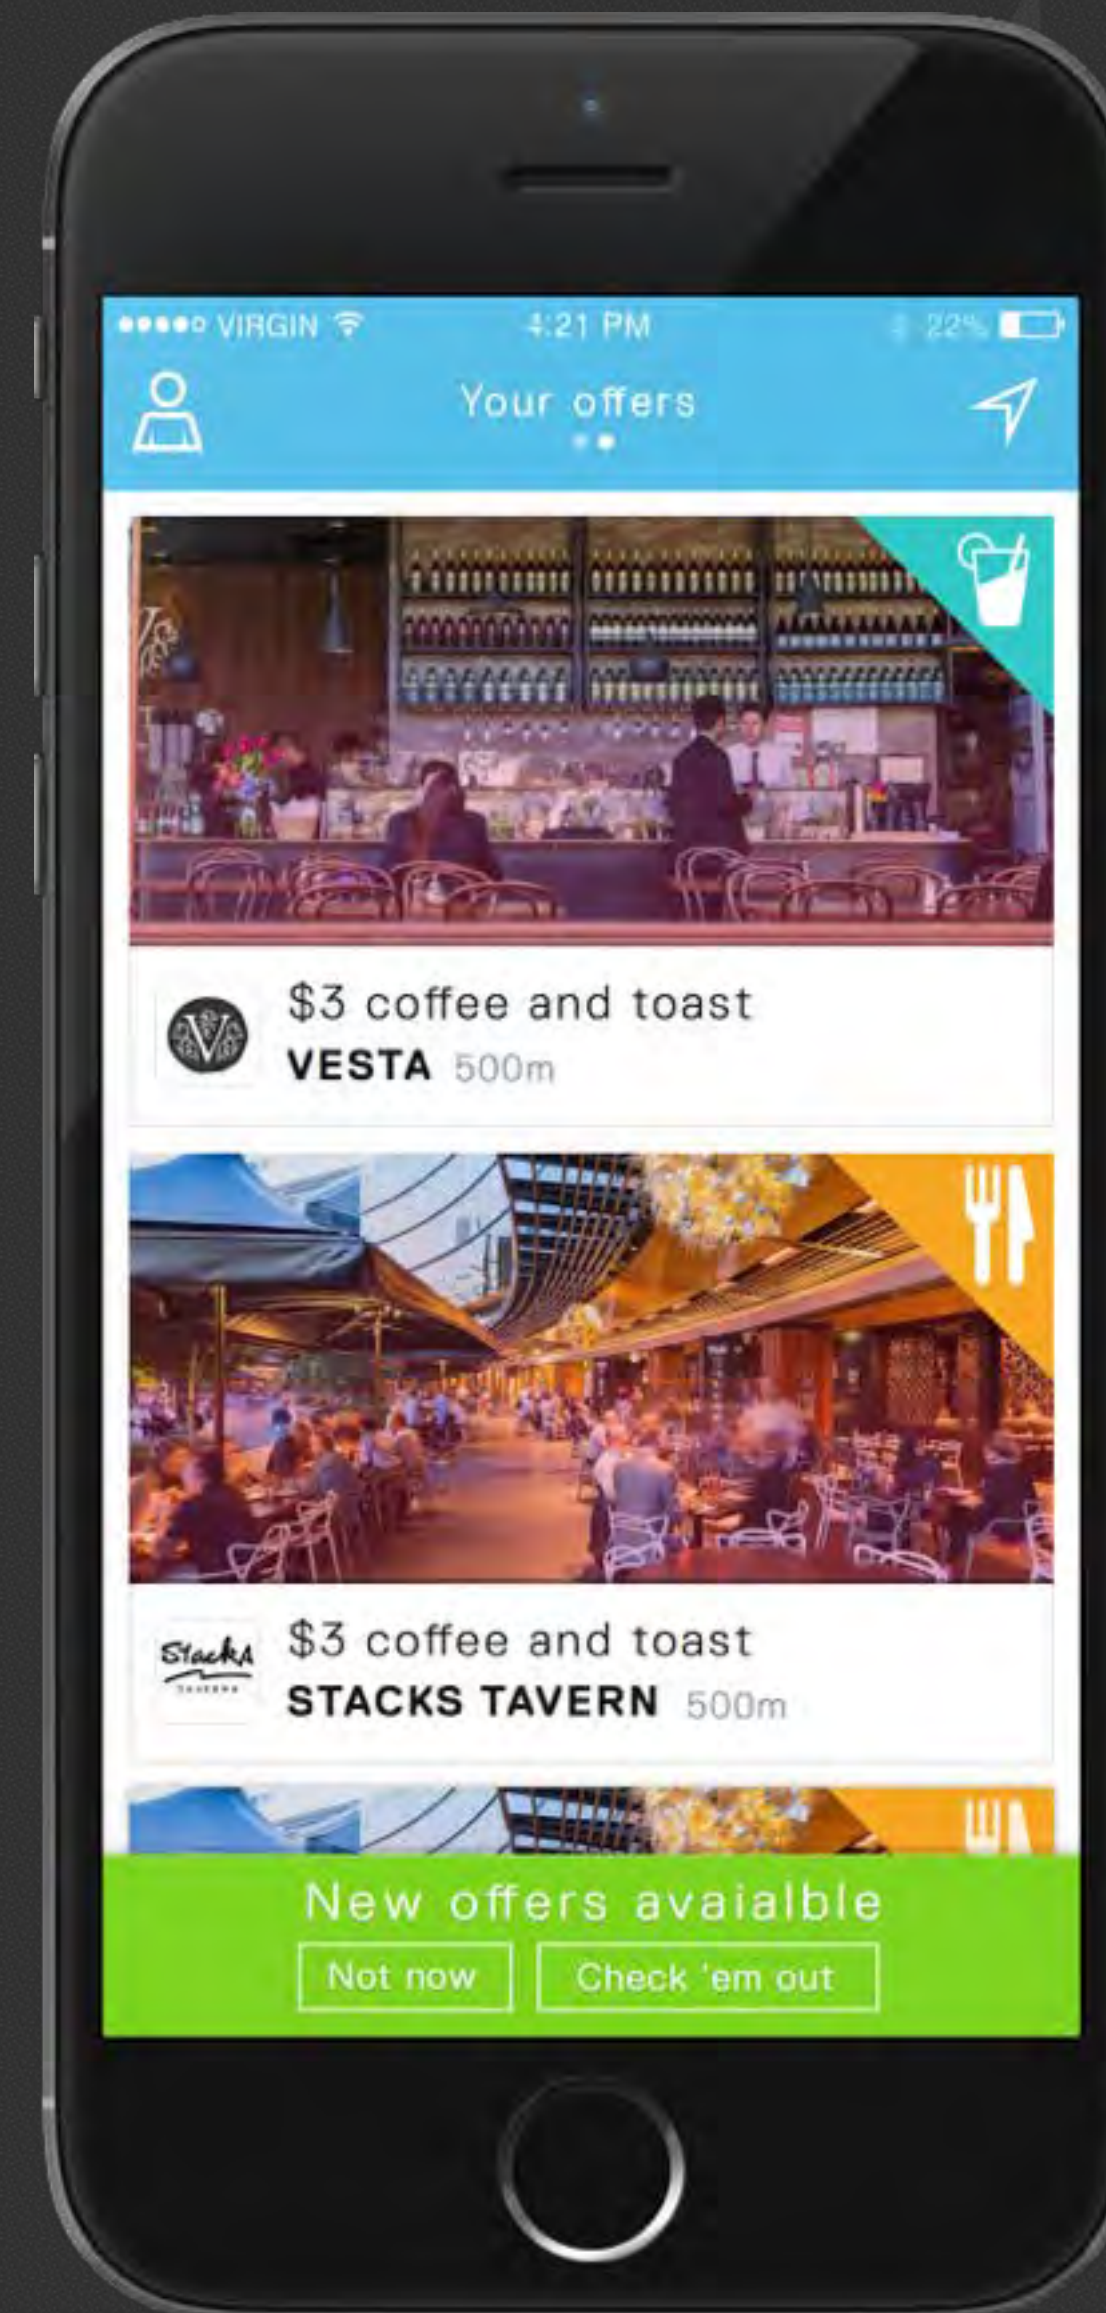 VIRGIN 4:21 PM 22%
Your offers
$3 coffee and toast
VESTA 500m
Stacks
$3 coffee and toast
STACKS TAVERN 500m
New offers avaialble
Not now Check 'em out